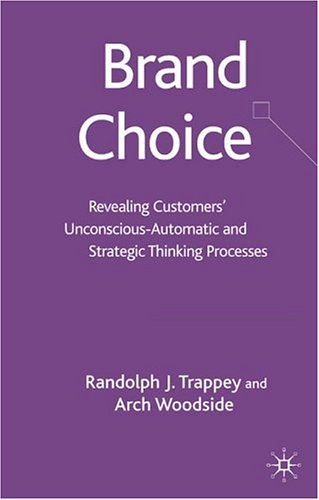 Brand
Choice
Revealing Customers'
Unconscious-Automatic and
Strategic Thinking Processes
Randolph J. Trappey and
Arch Woodside